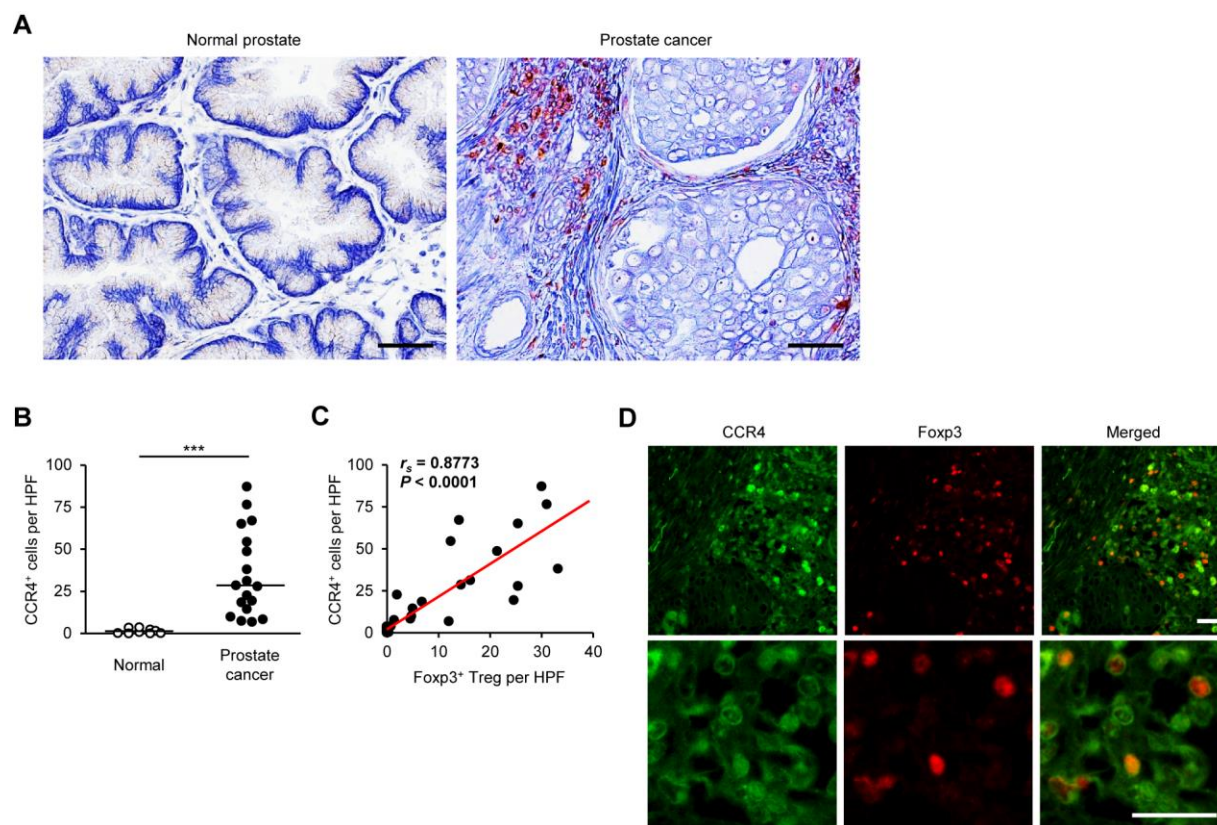 A
Normal prostate
Prostate cancer
B
***
CCR4⁺ cells per HPF
100
75
50
25
0
Normal
Prostate
cancer
C
rₛ = 0.8773
P < 0.0001
CCR4⁺ cells per HPF
100
75
50
25
0
0
10
20
30
40
Foxp3⁺ Treg per HPF
D
CCR4
Foxp3
Merged